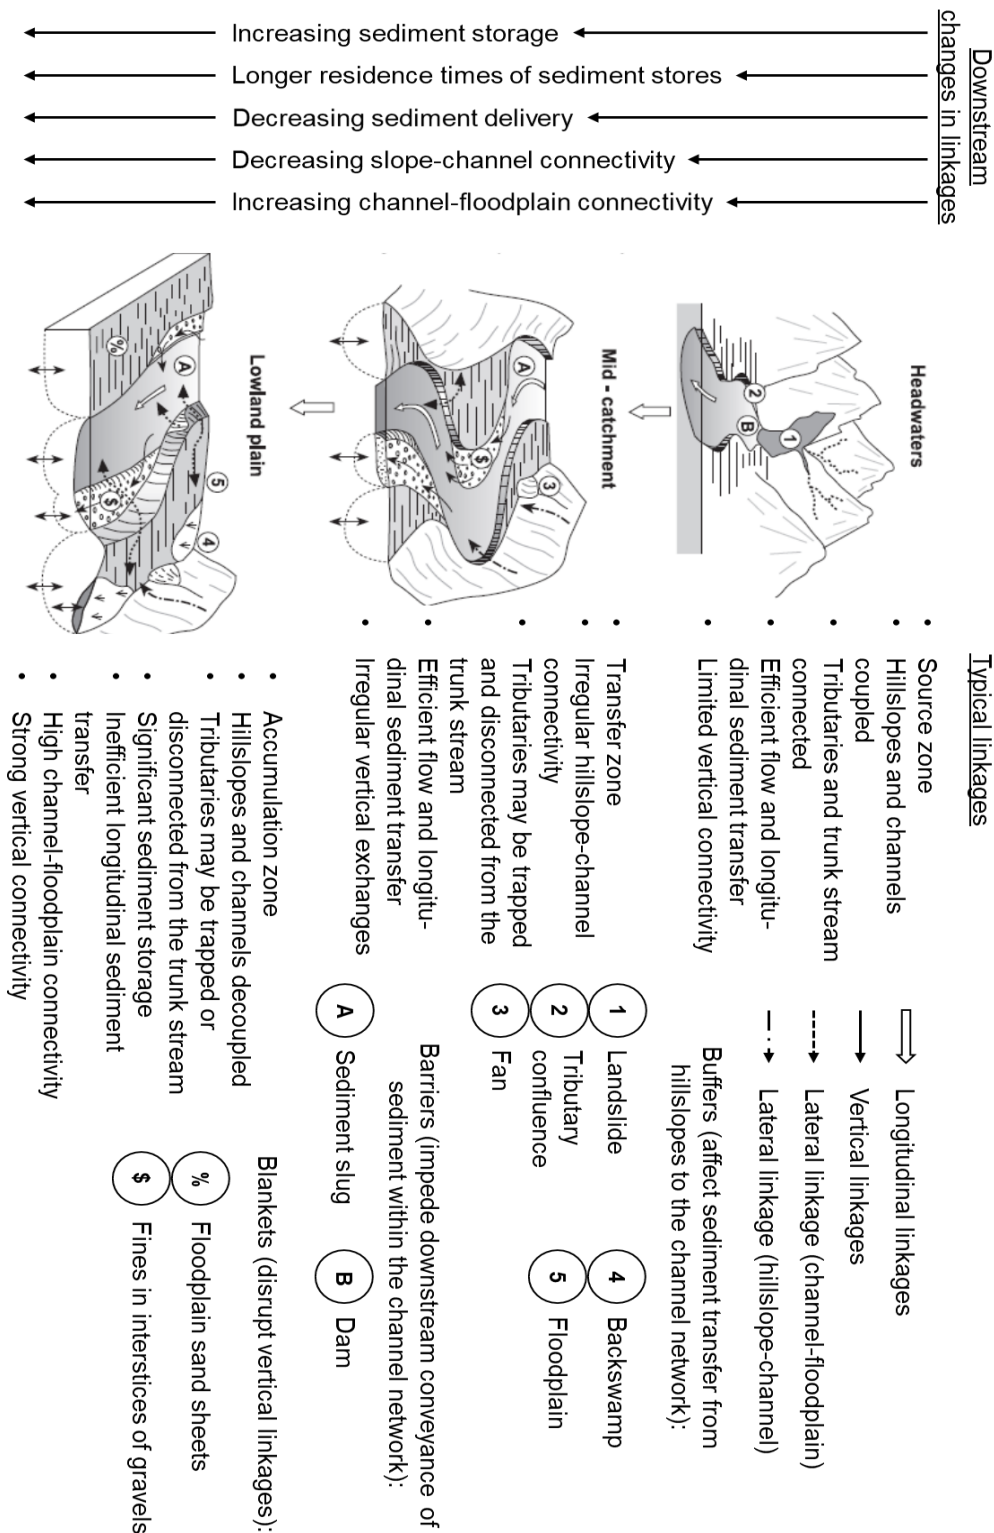 Downstream
changes in linkages
Increasing sediment storage
Longer residence times of sediment stores
Decreasing sediment delivery
Decreasing slope-channel connectivity
Increasing channel-floodplain connectivity
Headwaters
1
2
B
Mid - catchment
A
$
3
Lowland plain
%
A
$
5
4
Typical linkages
• Source zone
• Hillslopes and channels
coupled
• Tributaries and trunk stream
connected
• Efficient flow and longitu-
dinal sediment transfer
• Limited vertical connectivity
• Transfer zone
• Irregular hillslope-channel
connectivity
• Tributaries may be trapped
and disconnected from the
trunk stream
• Efficient flow and longitu-
dinal sediment transfer
• Irregular vertical exchanges
• Accumulation zone
• Hillslopes and channels decoupled
• Tributaries may be trapped or
disconnected from the trunk stream
• Significant sediment storage
• Inefficient longitudinal sediment
transfer
• High channel-floodplain connectivity
• Strong vertical connectivity
Longitudinal linkages
Vertical linkages
Lateral linkage (channel-floodplain)
Lateral linkage (hillslope-channel)
Buffers (affect sediment transfer from
hillslopes to the channel network):
1 Landslide
2 Tributary
confluence
3 Fan
4 Backswamp
5 Floodplain
Barriers (impede downstream conveyance of
sediment within the channel network):
A Sediment slug
B Dam
Blankets (disrupt vertical linkages):
% Floodplain sand sheets
$ Fines in interstices of gravels